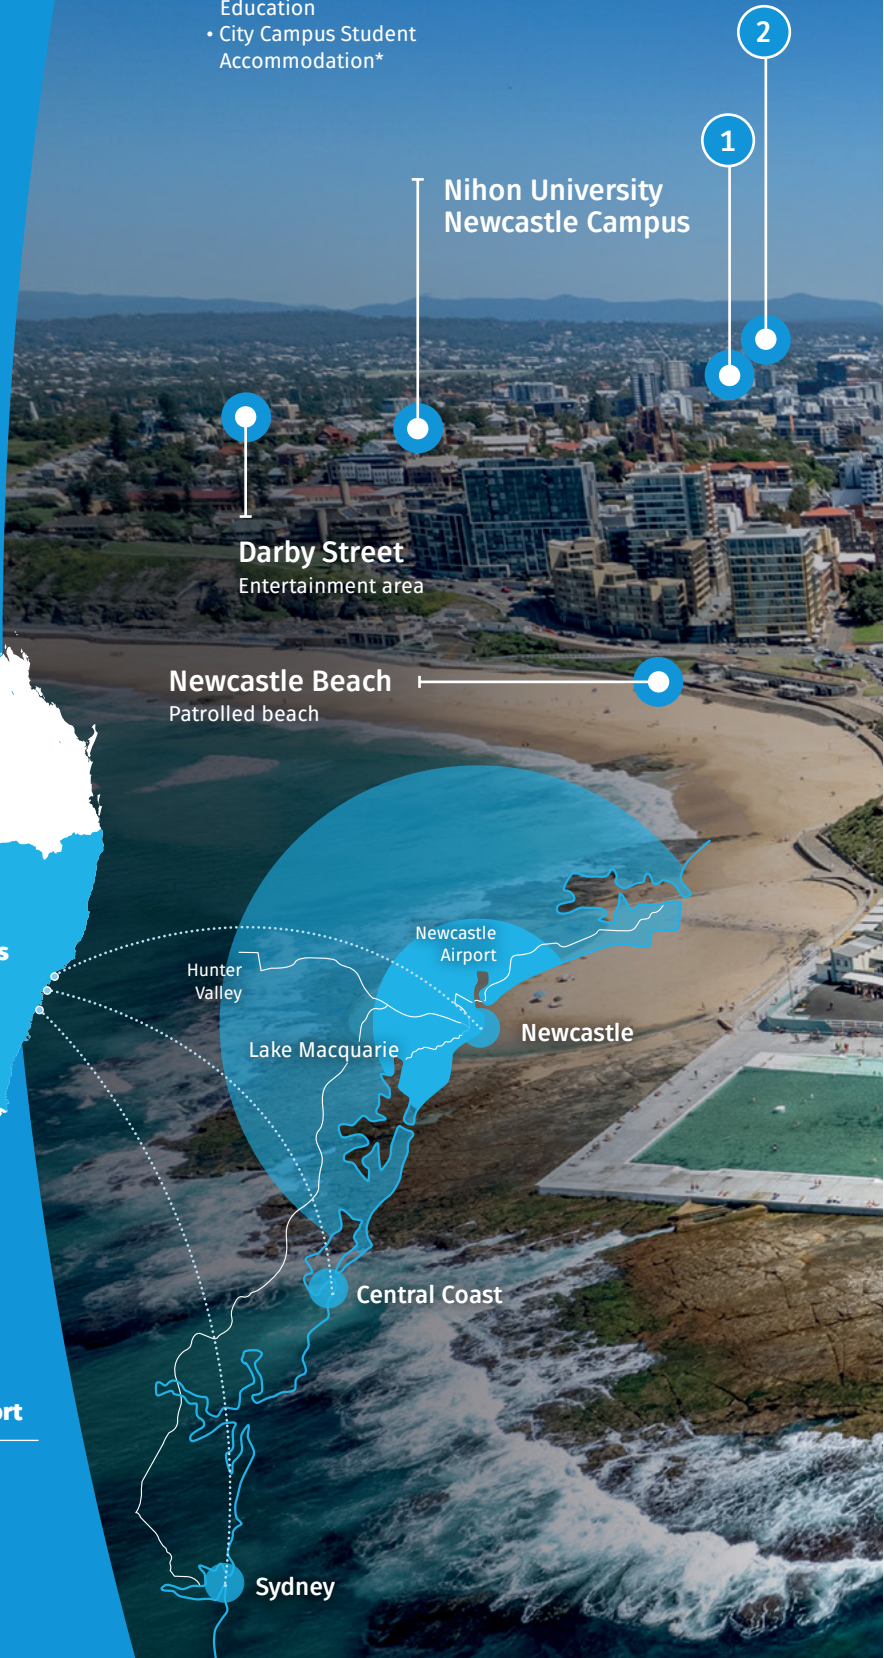 Education
• City Campus Student
Accommodation*
2
1
Nihon University
Newcastle Campus
Darby Street
Entertainment area
Newcastle Beach
Patrolled beach
Newcastle
Airport
Hunter
Valley
Newcastle
Lake Macquarie
Central Coast
Sydney